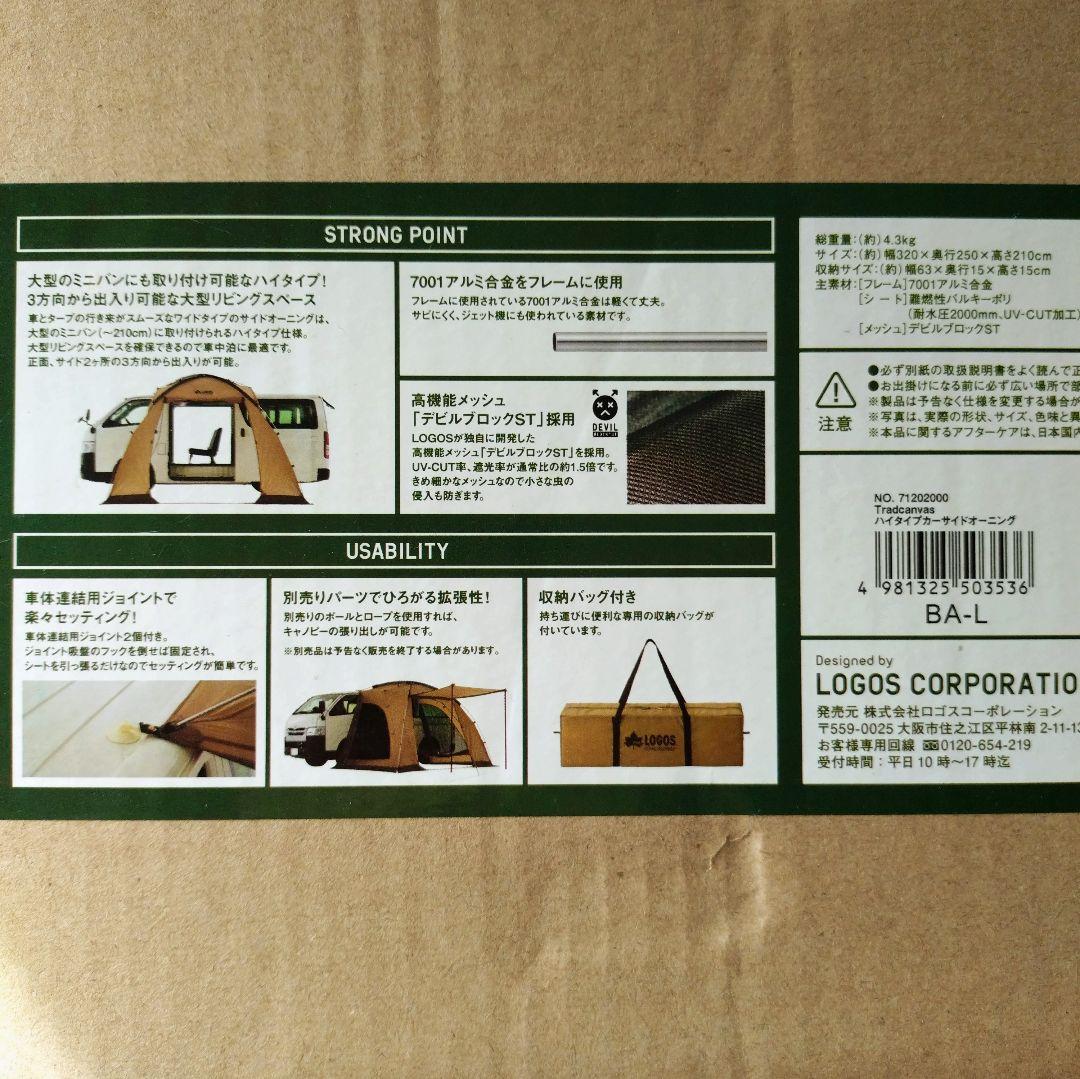 STRONG POINT
大型のミニバンにも取り付け可能なハイタイプ!
3方向から出入り可能な大型リビングスペース
車とタープの行き来がスムーズなワイドタイプのサイドオーニングは、
大型のミニバン(〜210cm)に取り付けられるハイタイプ仕様。
大型リビングスペースを確保できるので車中泊に最適です。
正面、サイド2ヶ所の3方向から出入りが可能。
7001アルミ合金をフレームに使用
フレームに使用されている7001アルミ合金は軽くて丈夫。
サビにくく、ジェット機にも使われている素材です。
高機能メッシュ
「デビルブロックST」採用
DEVIL
LOGOSが独自に開発した
高機能メッシュ「デビルブロックST」を採用。
UV-CUT率、遮光率が通常比の約1.5倍です。
きめ細かなメッシュなので小さな虫の
侵入も防ぎます。
USABILITY
車体連結用ジョイントで
楽々セッティング!
車体連結用ジョイント2個付き。
ジョイント吸盤のフックを倒せば固定され、
シートを引っ張るだけなのでセッティングが簡単です。
別売りパーツでひろがる拡張性!
別売りのポールとロープを使用すれば、
キャノピーの張り出しが可能です。
※別売品は予告なく販売を終了する場合があります。
収納バッグ付き
持ち運びに便利な専用の収納バッグが
付いています。
LOGOS
総重量:(約)4.3kg
サイズ:(約)幅320×奥行250×高さ210cm
収納サイズ:(約)幅63×奥行15×高さ15cm
主素材:[フレーム]7001アルミ合金
[シート]難燃性バルキーポリ
(耐水圧2000mm、UV-CUT加工)
[メッシュ]デビルブロックST
注意
●必ず別紙の取扱説明書をよく読んで正
●お出掛けになる前に必ず広い場所で
※製品は予告なく仕様を変更する場合が
※写真は、実際の形状、サイズ、色味と異
※本品に関するアフターケアは、日本国内
NO. 71202000
Tradcanvas
ハイタイプカーサイドオーニング
4 981325 503536
BA-L
Designed by
LOGOS CORPORATIO
発売元 株式会社ロゴスコーポレーション
〒559-0025 大阪市住之江区平林南 2-11-1
お客様専用回線 0120-654-219
受付時間:平日10時〜17時迄